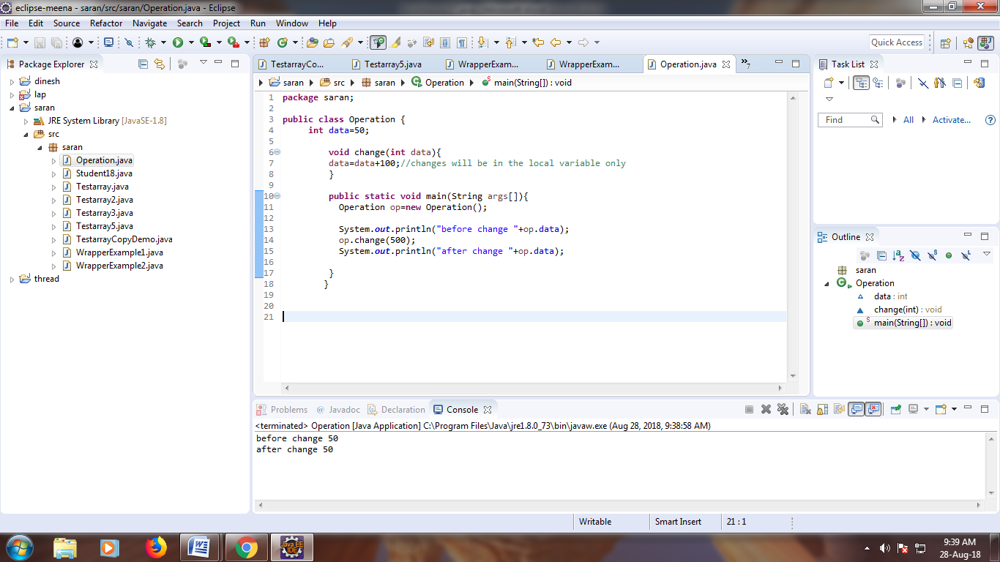 eclipse-meena - saran/src/saran/Operation.java - Eclipse
File Edit Source Refactor Navigate Search Project Run Window Help
Quick Access
Package Explorer
dinesh
lap
saran
JRE System Library [JavaSE-1.8]
src
saran
Operation.java
Student18.java
Testarray.java
Testarray2.java
Testarray3.java
Testarray5.java
TestarrayCopyDemo.java
WrapperExample1.java
WrapperExample2.java
thread
TestarrayCo... Testarray5.java WrapperExam... WrapperExam... Operation.java »7
saran src saran Operation main(String[]) : void
1 package saran;
2
3 public class Operation {
4 int data=50;
5
6 void change(int data){
7 data=data+100;//changes will be in the local variable only
8 }
9
10 public static void main(String args[]){
11 Operation op=new Operation();
12
13 System.out.println("before change "+op.data);
14 op.change(500);
15 System.out.println("after change "+op.data);
16
17 }
18 }
19
20
21
Task List
Find All Activate...
Outline
saran
Operation
data : int
change(int) : void
main(String[]) : void
Problems @ Javadoc Declaration Console
<terminated> Operation [Java Application] C:\Program Files\Java\jre1.8.0_73\bin\javaw.exe (Aug 28, 2018, 9:38:58 AM)
before change 50
after change 50
Writable Smart Insert 21 : 1
Java EE
IDE
9:39 AM
28-Aug-18